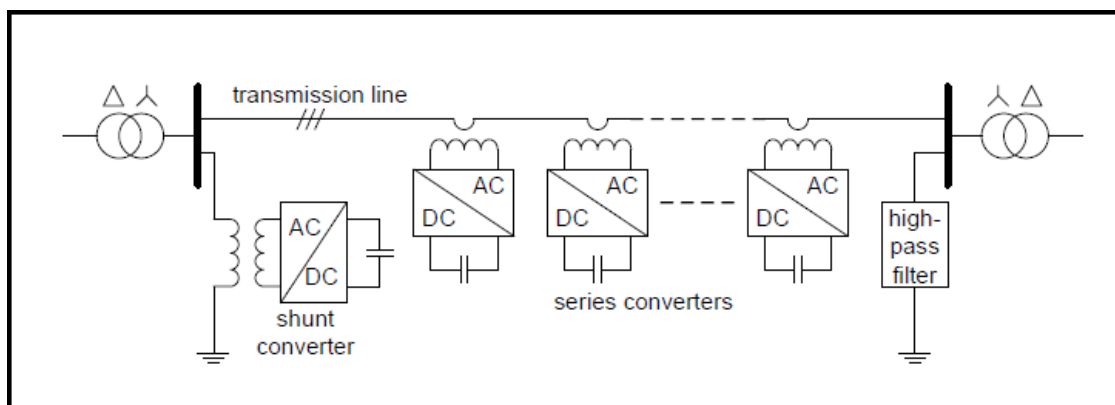 transmission line
AC
DC
AC
DC
AC
DC
AC
DC
high-
pass
filter
series converters
shunt
converter